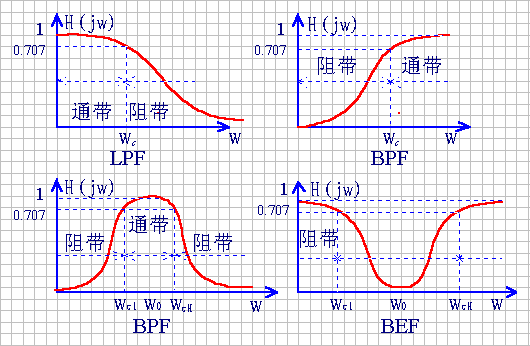 1 H(jw)
0.707
通带 阻带
Wc W
LPF
1 H(jw)
0.707
阻带 通带
Wc W
BPF
1 H(jw)
0.707
阻带 通带 阻带
Wc1 W0 WcH W
BPF
1 H(jw)
0.707
阻带
Wc1 W0 WcH W
BEF